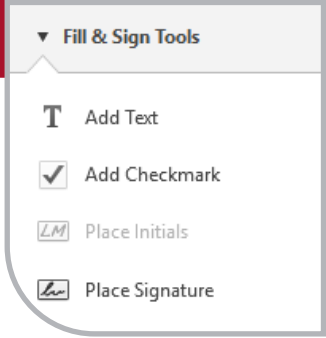 ▼ Fill & Sign Tools
T Add Text
Add Checkmark
LM Place Initials
Place Signature